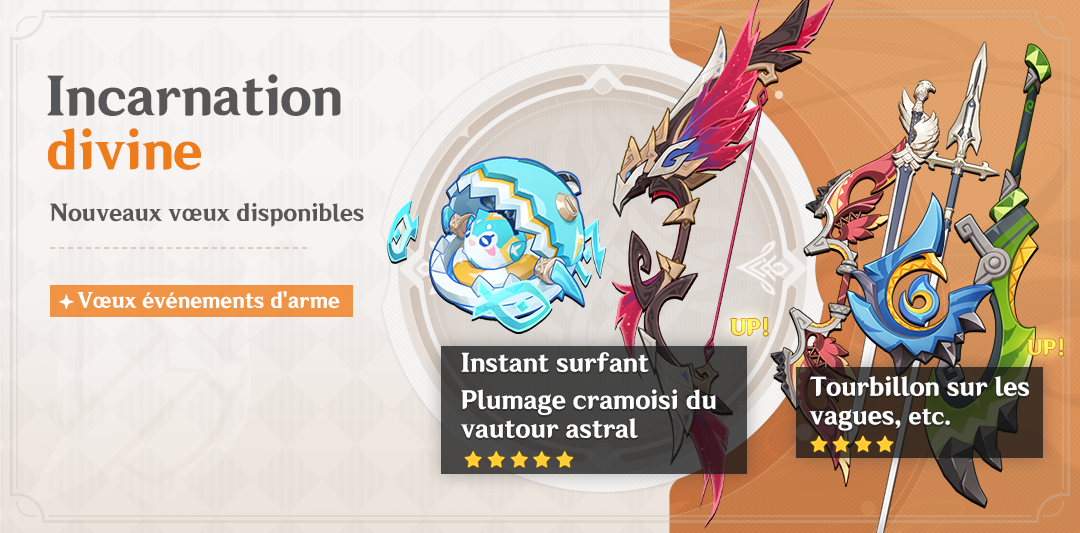 Incarnation
divine
Nouveaux vœux disponibles
Vœux événements d'arme
UP!
Instant surfant
Plumage cramoisi du
vautour astral
UP!
Tourbillon sur les
vagues, etc.